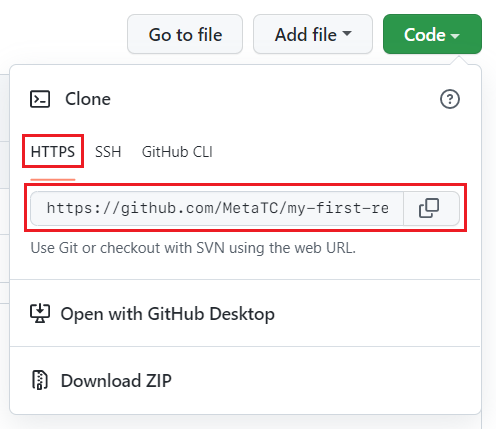 Go to file Add file Code
Clone
HTTPS SSH GitHub CLI
https://github.com/MetaTC/my-first-re
Use Git or checkout with SVN using the web URL.
Open with GitHub Desktop
Download ZIP